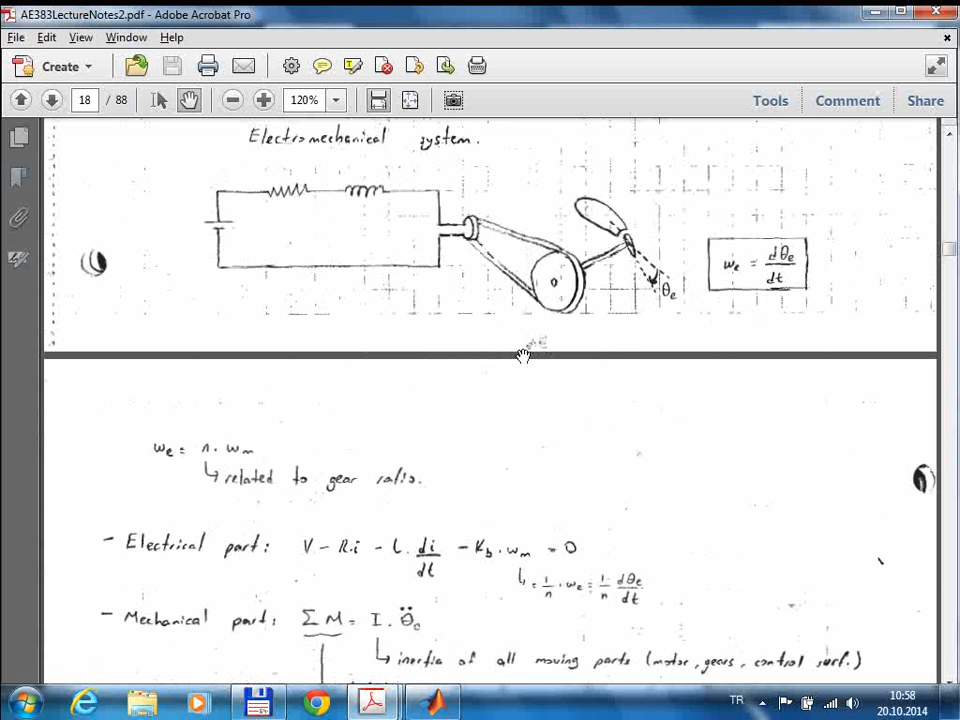 AE383LectureNotes2.pdf - Adobe Acrobat Pro
File Edit View Window Help
Create
18 / 88 120% Tools Comment Share
Electromechanical system.
ωe = dθe/dt
θe
ωe = n. ωm
↳ related to gear ratio.
- Electrical part: V - R.i - L. di/dt - Kb. ωm = 0
↳ = 1/n . ωe = 1/n dθe/dt
- Mechanical part: ΣM = I. θ̈e
↳ inertia of all moving parts (motor, gears, control surf.)
TR 10:58
20.10.2014